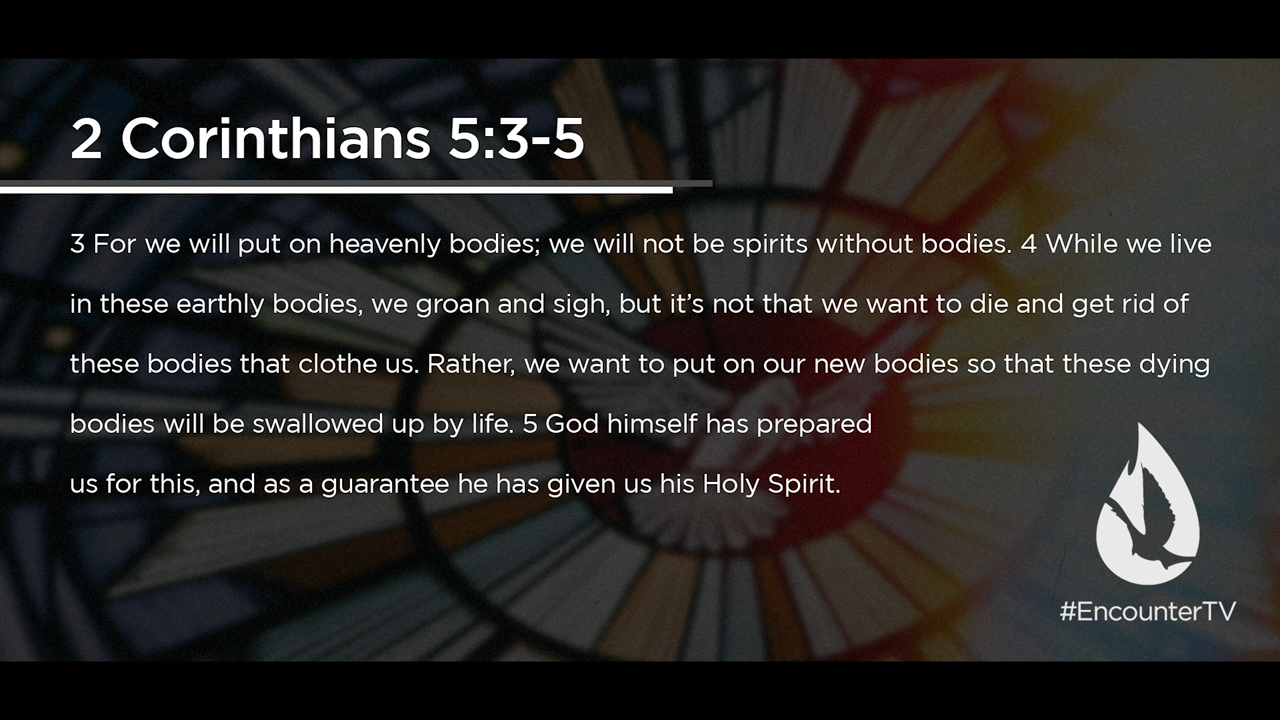 2 Corinthians 5:3-5
3 For we will put on heavenly bodies; we will not be spirits without bodies. 4 While we live
in these earthly bodies, we groan and sigh, but it’s not that we want to die and get rid of
these bodies that clothe us. Rather, we want to put on our new bodies so that these dying
bodies will be swallowed up by life. 5 God himself has prepared
us for this, and as a guarantee he has given us his Holy Spirit.
#EncounterTV